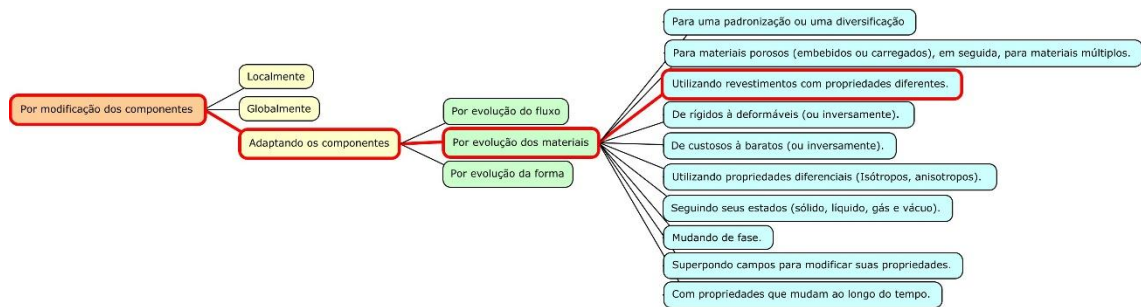 Por modificação dos componentes
Localmente
Globalmente
Adaptando os componentes
Por evolução do fluxo
Por evolução dos materiais
Por evolução da forma
Para uma padronização ou uma diversificação
Para materiais porosos (embebidos ou carregados), em seguida, para materiais múltiplos.
Utilizando revestimentos com propriedades diferentes.
De rígidos à deformáveis (ou inversamente).
De custosos à baratos (ou inversamente).
Utilizando propriedades diferenciais (Isótropos, anisotropos).
Seguindo seus estados (sólido, líquido, gás e vácuo).
Mudando de fase.
Superpondo campos para modificar suas propriedades.
Com propriedades que mudam ao longo do tempo.